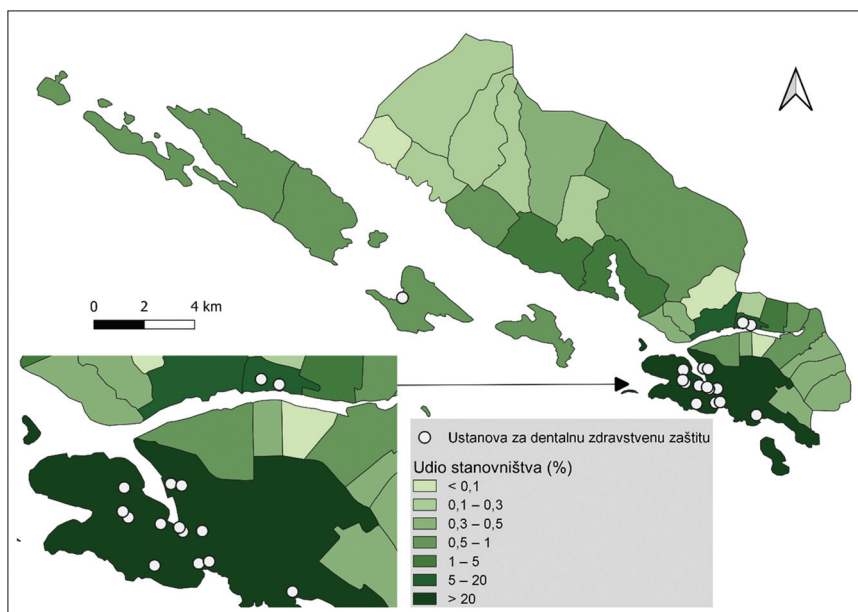 0 2 4 km
Ustanova za dentalnu zdravstvenu zaštitu
Udio stanovništva (%)
< 0,1
0,1 – 0,3
0,3 – 0,5
0,5 – 1
1 – 5
5 – 20
> 20